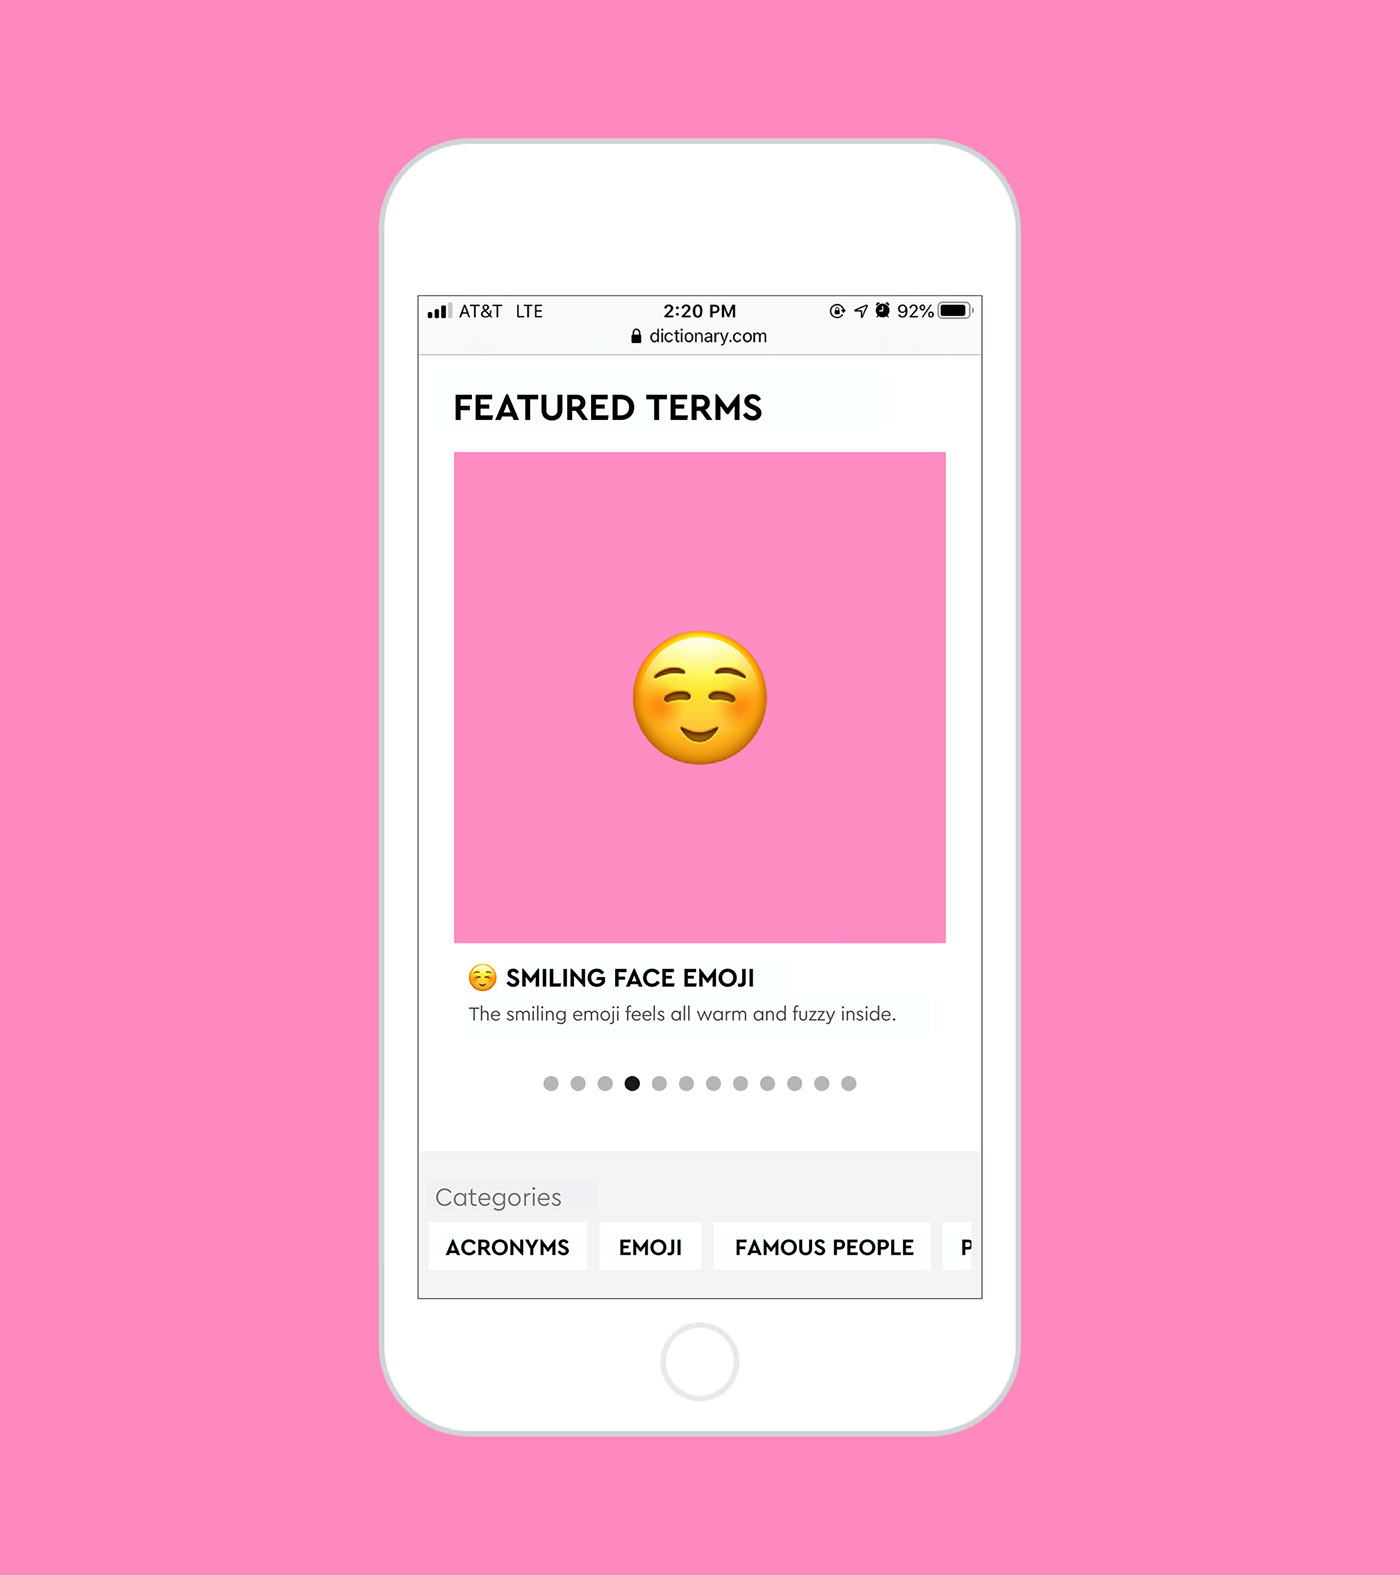 AT&T LTE 2:20 PM 92%
dictionary.com
FEATURED TERMS
☺️ SMILING FACE EMOJI
The smiling emoji feels all warm and fuzzy inside.
Categories
ACRONYMS EMOJI FAMOUS PEOPLE P